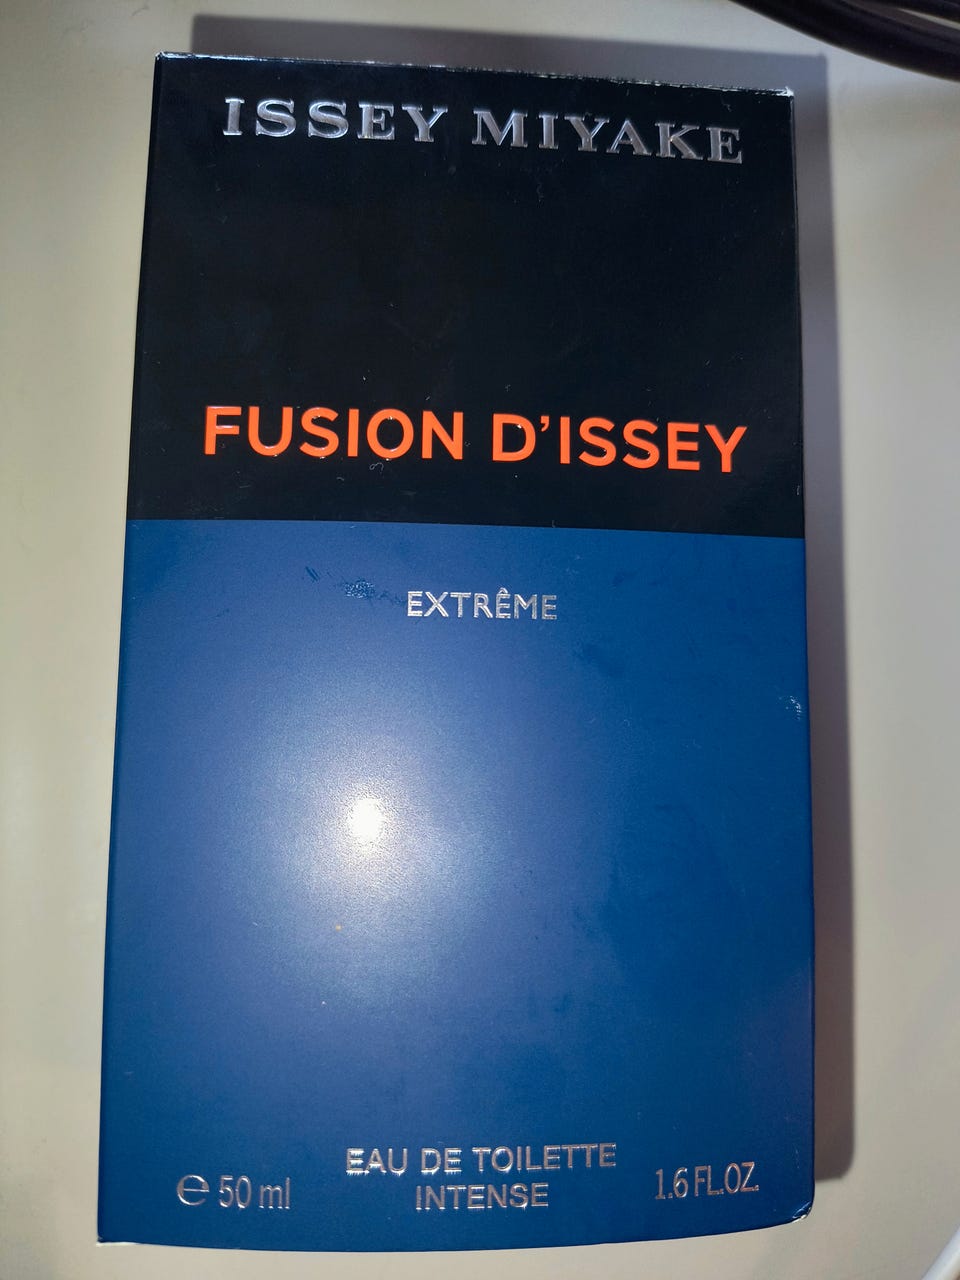 ISSEY MIYAKE
FUSION D'ISSEY
EXTRÊME
EAU DE TOILETTE
INTENSE
℮ 50 ml
1.6 FL.OZ.